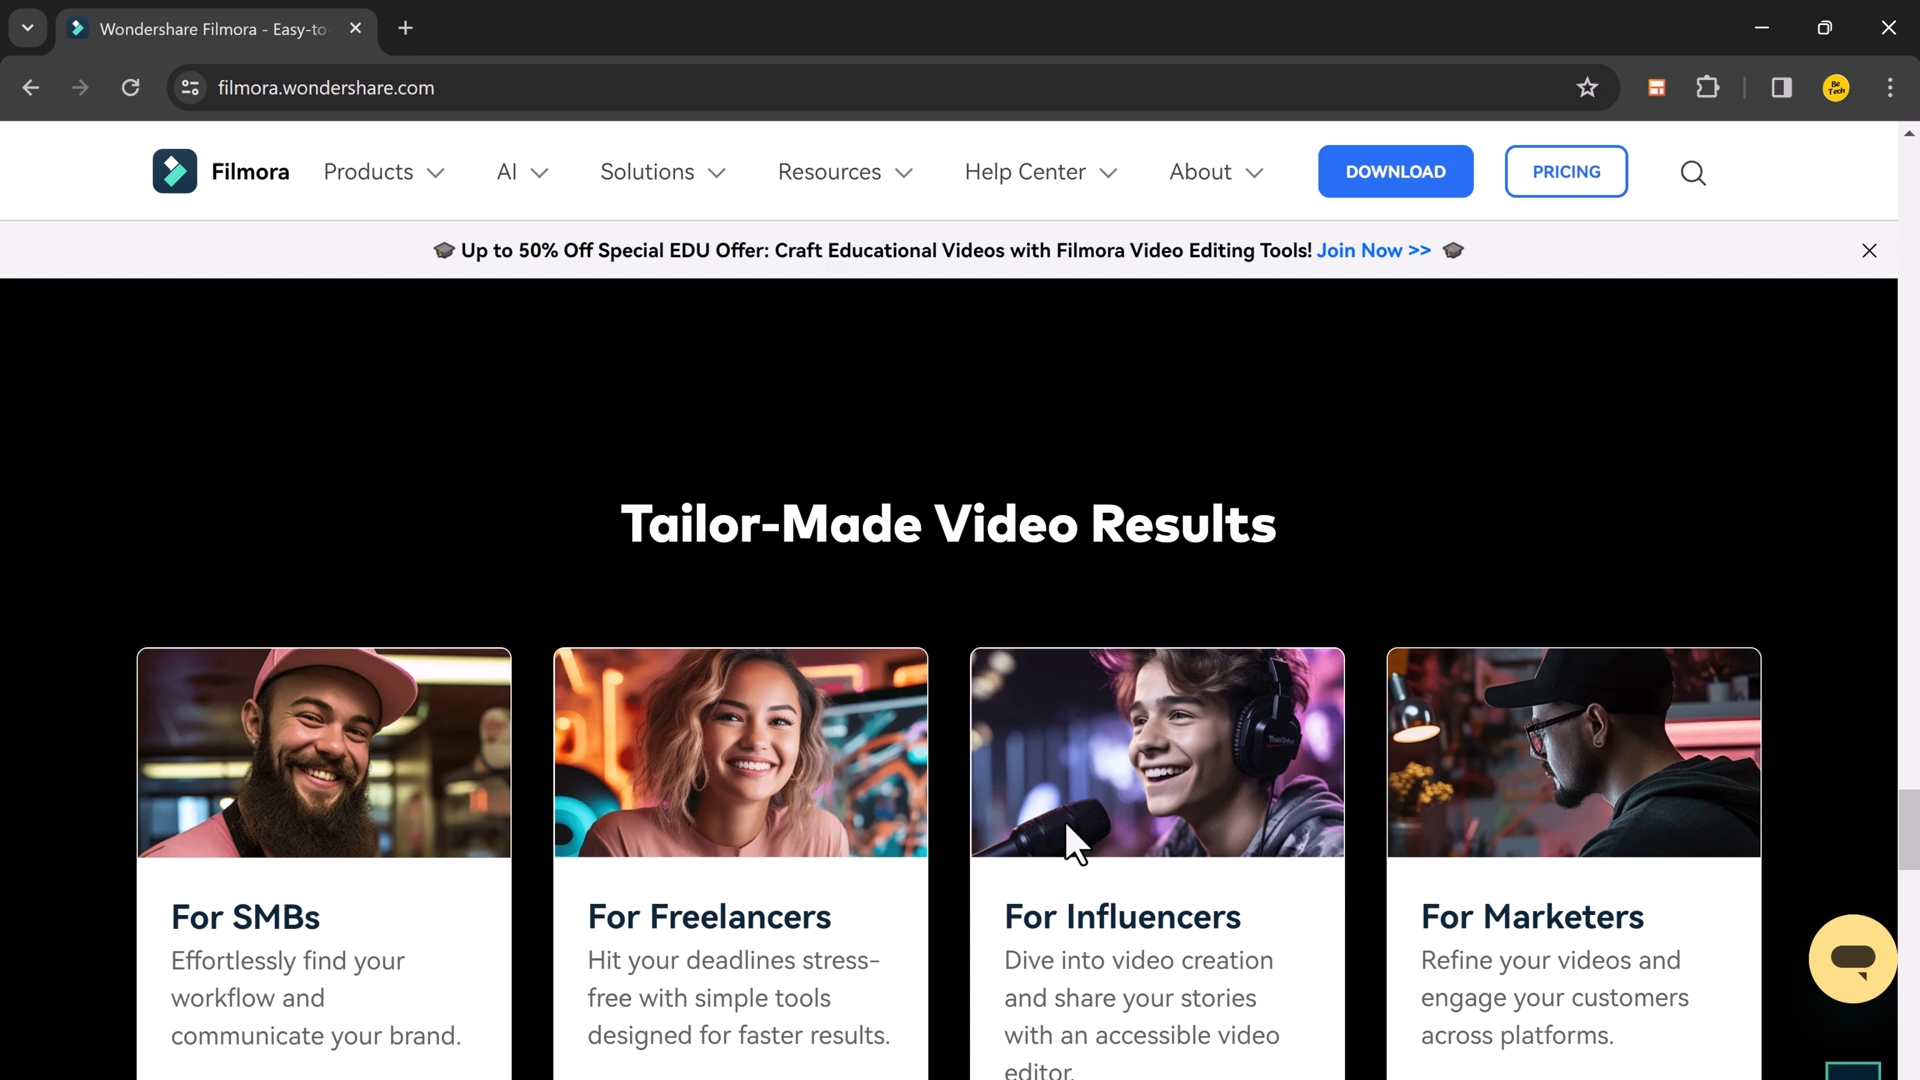 Wondershare Filmora - Easy-to-
filmora.wondershare.com
Be
Tech
Filmora Products AI Solutions Resources Help Center About DOWNLOAD PRICING
🎓 Up to 50% Off Special EDU Offer: Craft Educational Videos with Filmora Video Editing Tools! Join Now >> 🎓
Tailor-Made Video Results
For SMBs
Effortlessly find your
workflow and
communicate your brand.
For Freelancers
Hit your deadlines stress-
free with simple tools
designed for faster results.
For Influencers
Dive into video creation
and share your stories
with an accessible video
editor.
For Marketers
Refine your videos and
engage your customers
across platforms.